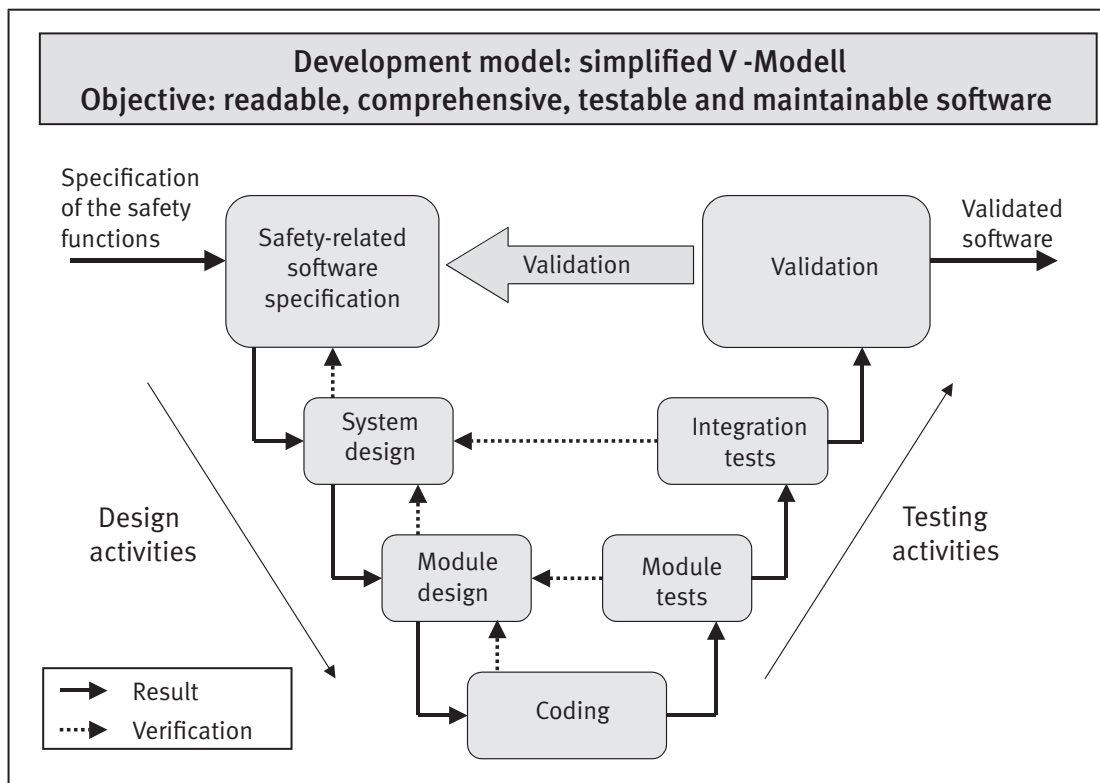 Development model: simplified V -Modell
Objective: readable, comprehensive, testable and maintainable software
Specification
of the safety
functions
Safety-related
software
specification
Validation
Validation
Validated
software
System
design
Integration
tests
Design
activities
Testing
activities
Module
design
Module
tests
Coding
Result
Verification